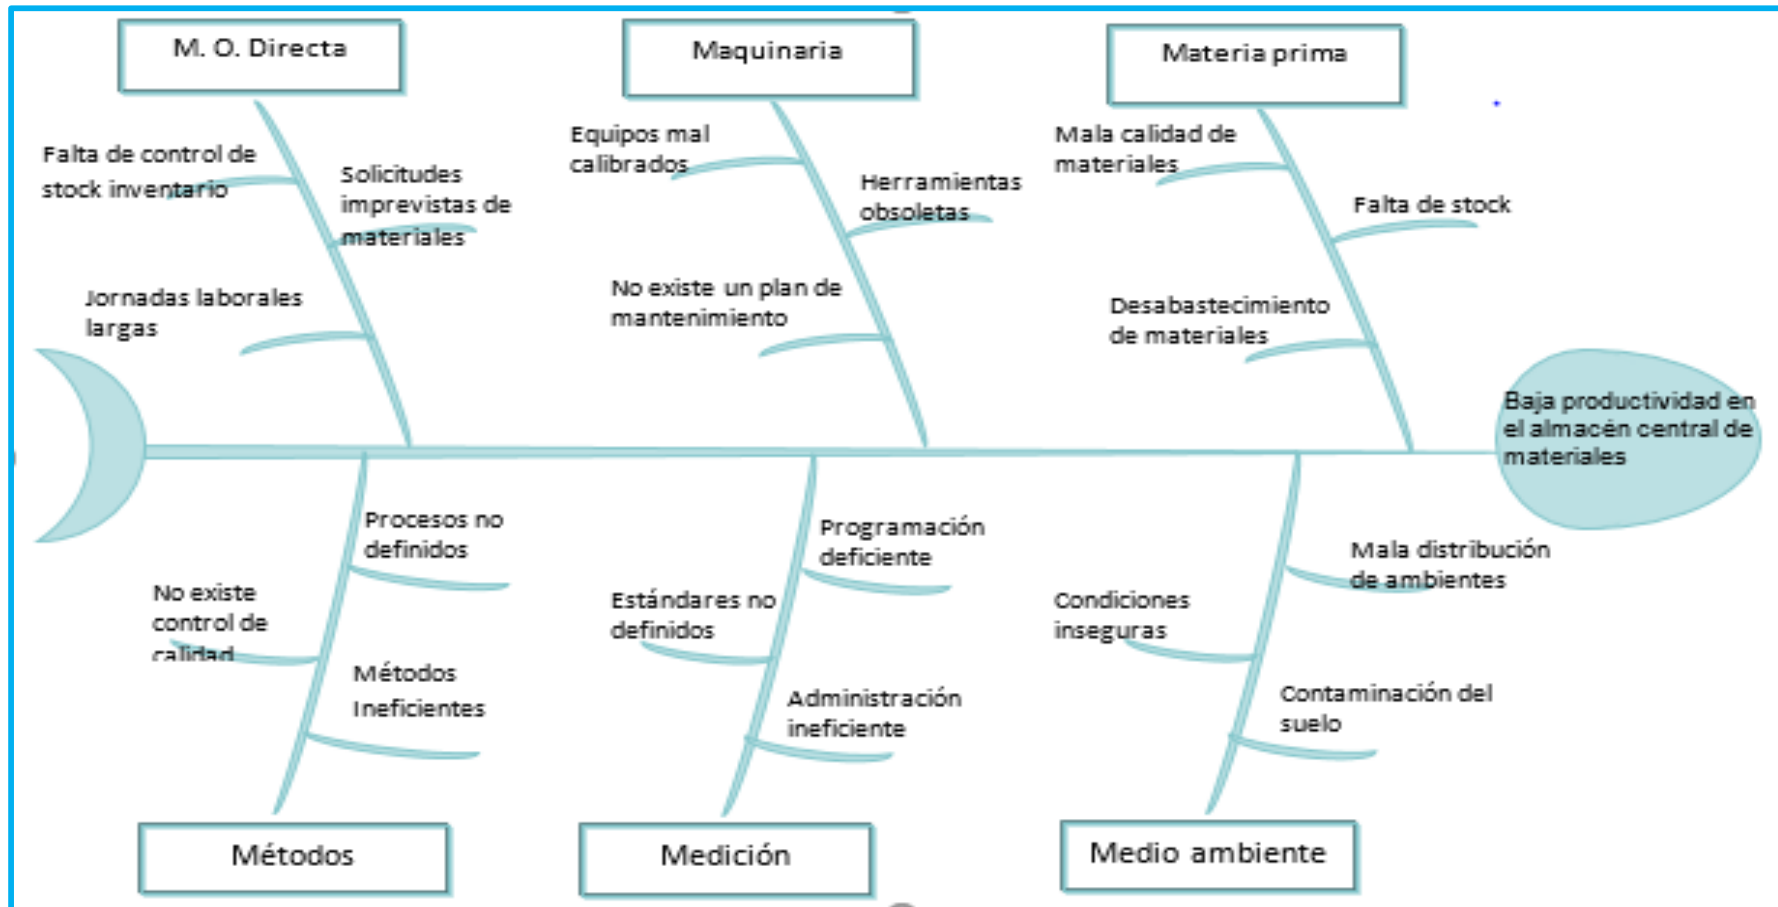 M. O. Directa
Maquinaria
Materia prima
Falta de control de
stock inventario
Solicitudes
imprevistas de
materiales
Jornadas laborales
largas
Equipos mal
calibrados
Herramientas
obsoletas
No existe un plan de
mantenimiento
Mala calidad de
materiales
Falta de stock
Desabastecimiento
de materiales
Baja productividad en
el almacén central de
materiales
Procesos no
definidos
No existe
control de
calidad
Métodos
Ineficientes
Programación
deficiente
Estándares no
definidos
Administración
ineficiente
Mala distribución
de ambientes
Condiciones
inseguras
Contaminación del
suelo
Métodos
Medición
Medio ambiente